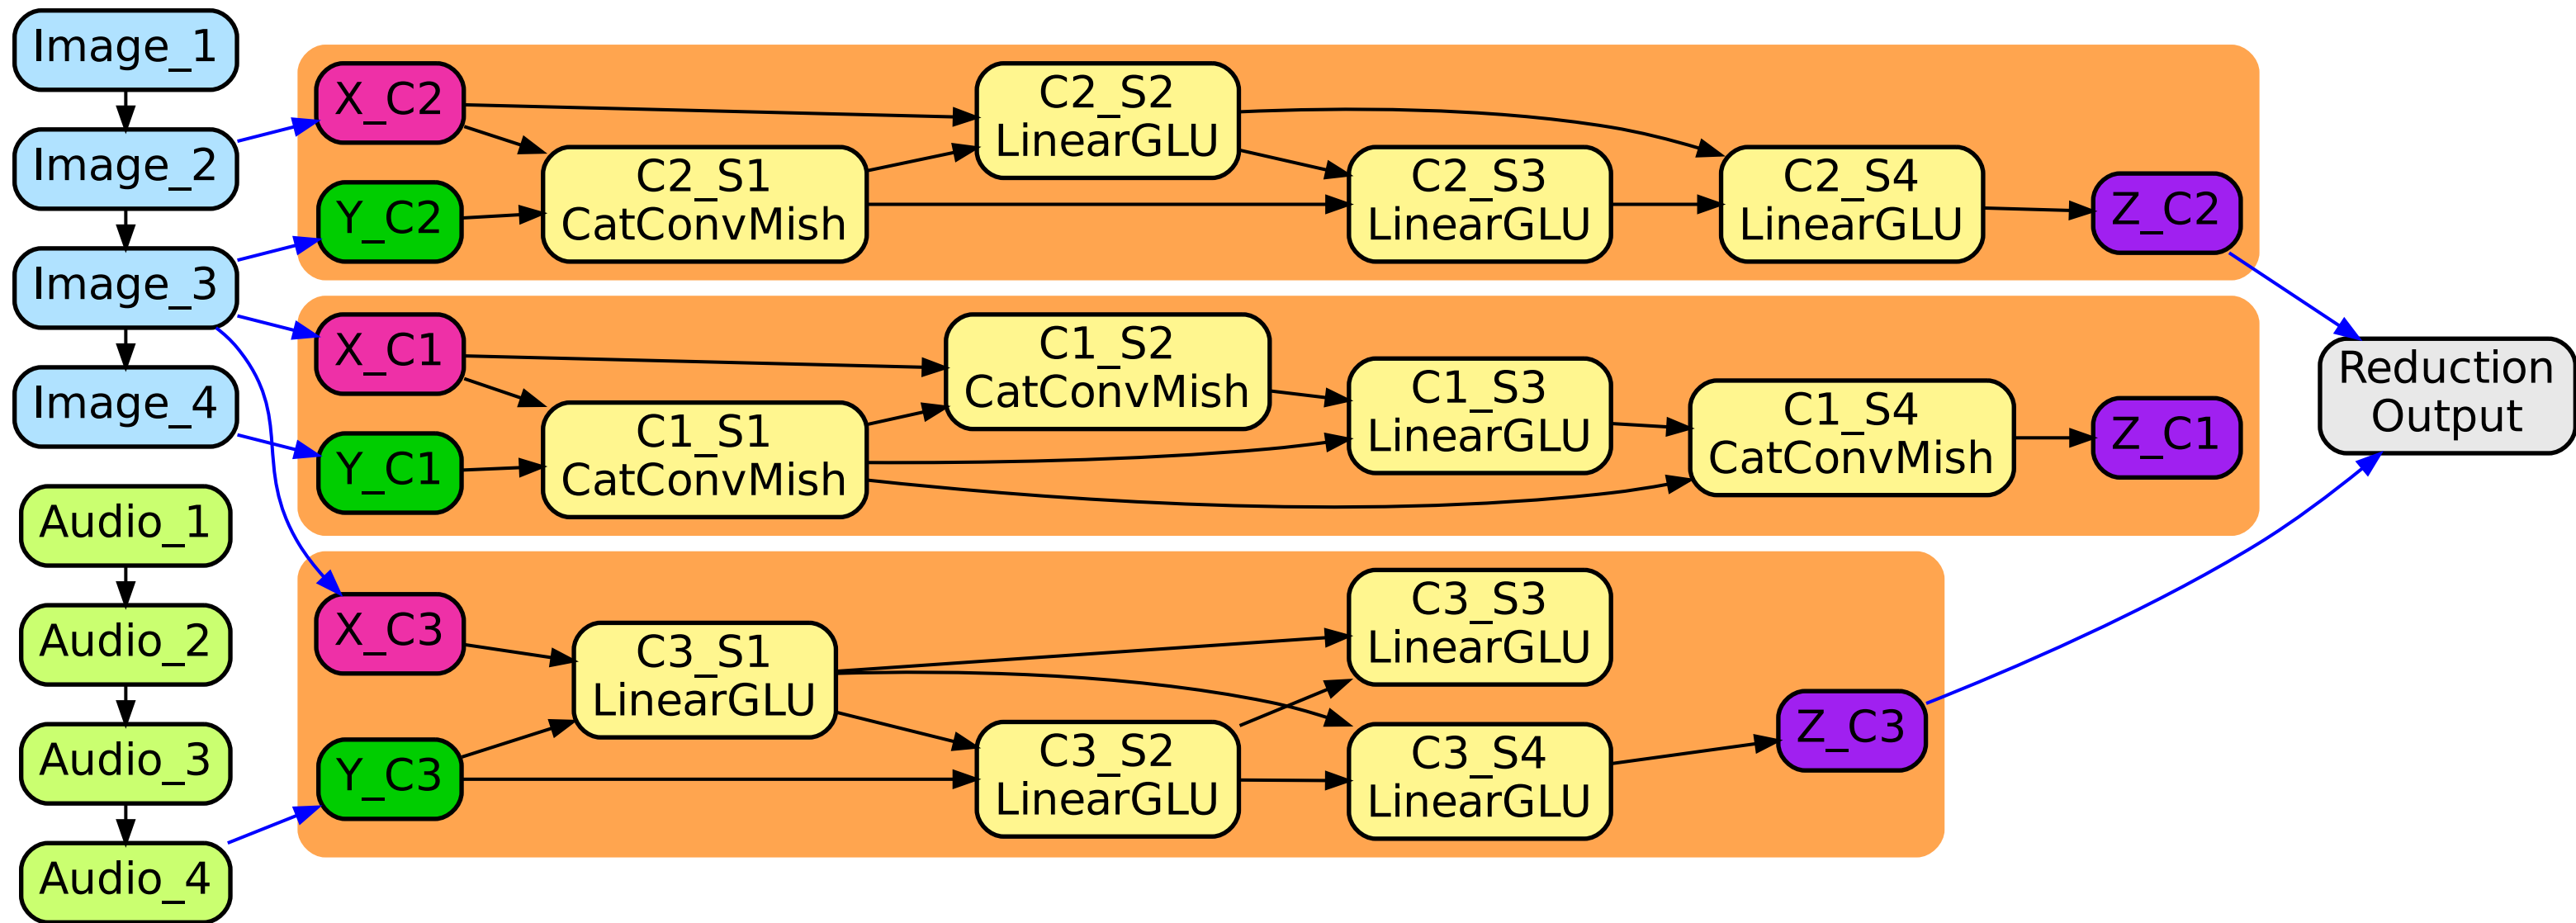 Image_1
Image_2
Image_3
Image_4
Audio_1
Audio_2
Audio_3
Audio_4
X_C2
Y_C2
C2_S1
CatConvMish
C2_S2
LinearGLU
C2_S3
LinearGLU
C2_S4
LinearGLU
Z_C2
X_C1
Y_C1
C1_S1
CatConvMish
C1_S2
CatConvMish
C1_S3
LinearGLU
C1_S4
CatConvMish
Z_C1
X_C3
Y_C3
C3_S1
LinearGLU
C3_S2
LinearGLU
C3_S3
LinearGLU
C3_S4
LinearGLU
Z_C3
Reduction
Output